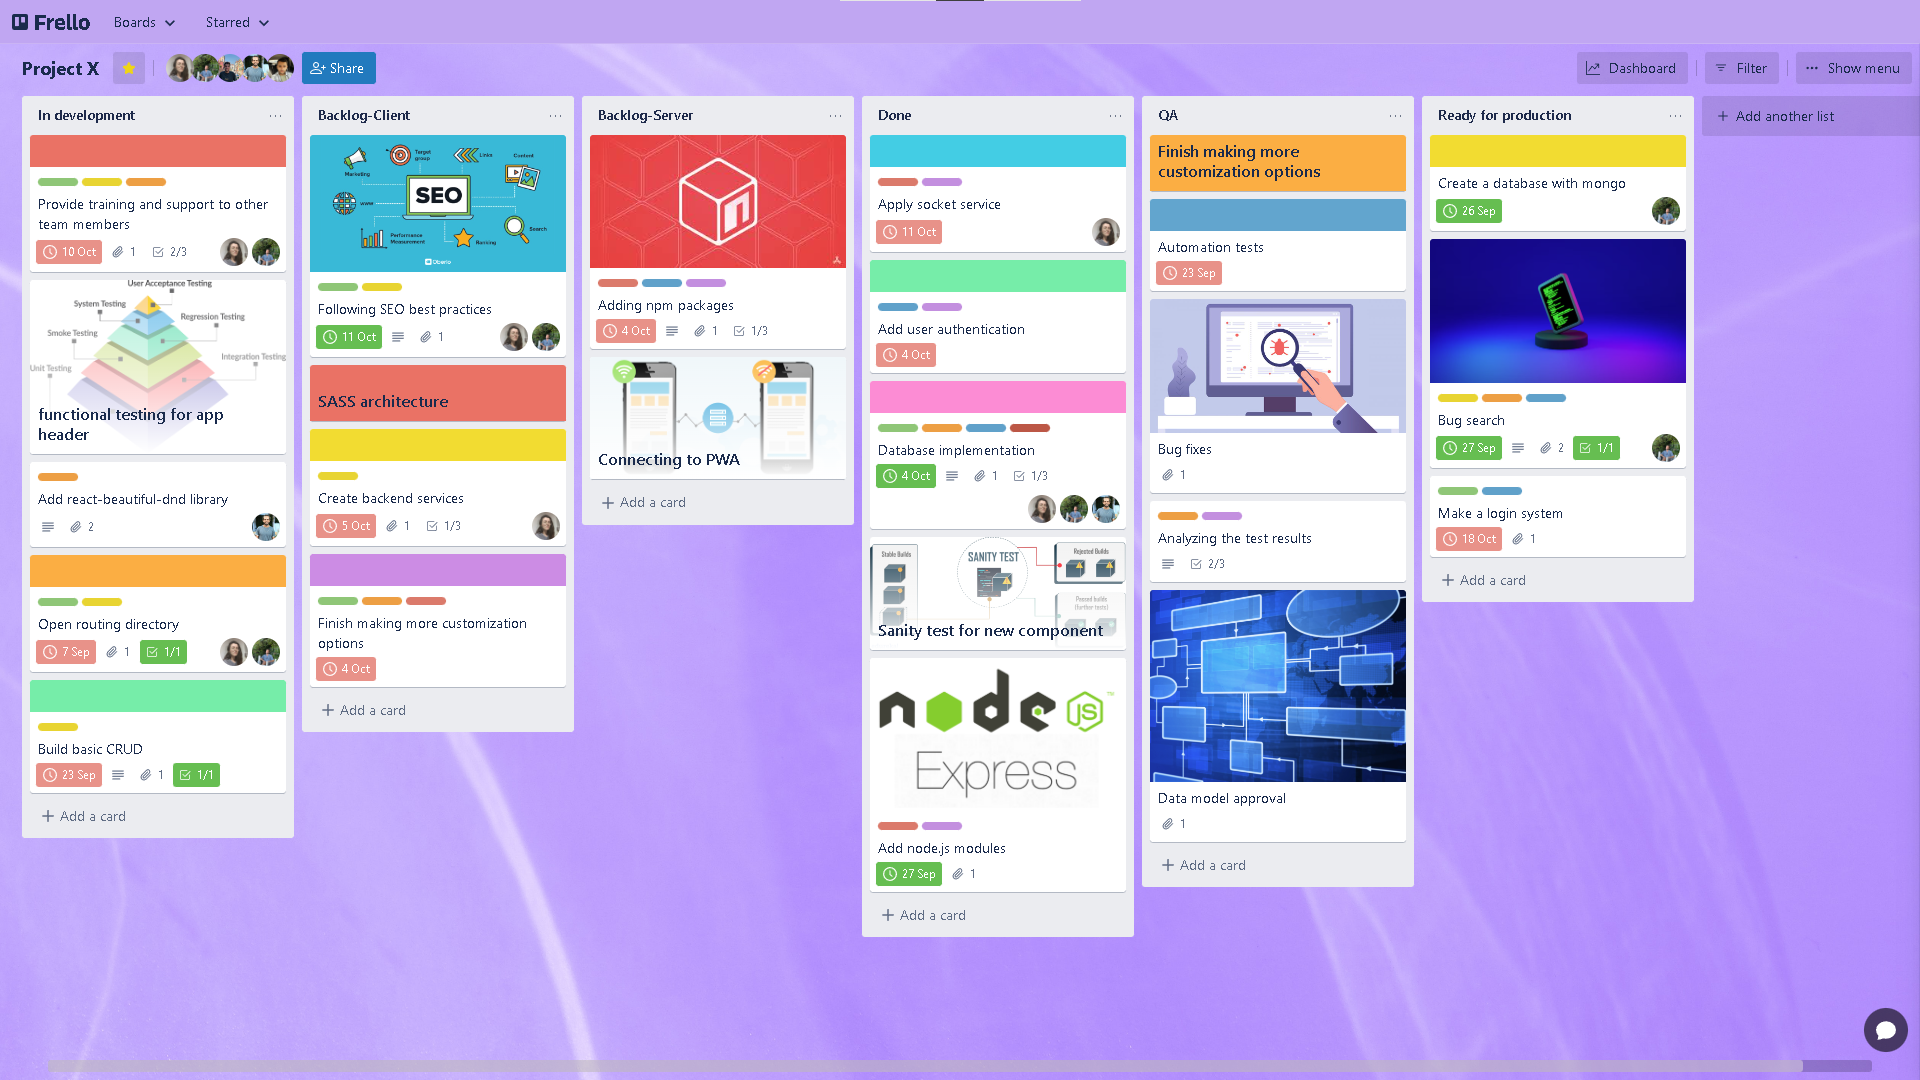 Frello
Boards
Starred
Project X
Share
Dashboard
Filter
Show menu
In development
Provide training and support to other
team members
10 Oct
1
2/3
User Acceptance Testing
System Testing
Regression Testing
Smoke Testing
Integration Testing
Unit Testing
functional testing for app
header
Add react-beautiful-dnd library
2
Open routing directory
7 Sep
1
1/1
Build basic CRUD
23 Sep
1
1/1
Add a card
Backlog-Client
Target
group
Links
Content
Marketing
SEO
www
Search
Performance
Measurement
Ranking
Oberlo
Following SEO best practices
11 Oct
1
SASS architecture
Create backend services
5 Oct
1
1/3
Finish making more customization
options
4 Oct
Add a card
Backlog-Server
n
Adding npm packages
4 Oct
1
1/3
Connecting to PWA
Add a card
Done
Apply socket service
11 Oct
Add user authentication
4 Oct
Database implementation
4 Oct
1
1/3
Stable Builds
SANITY TEST
Rejected Builds
Passed builds
(further tests)
Sanity test for new component
node
JS
™
Express
Add node.js modules
27 Sep
1
Add a card
QA
Finish making more
customization options
Automation tests
23 Sep
Bug fixes
1
Analyzing the test results
2/3
Data model approval
1
Add a card
Ready for production
Create a database with mongo
26 Sep
Bug search
27 Sep
2
1/1
Make a login system
18 Oct
1
Add a card
Add another list